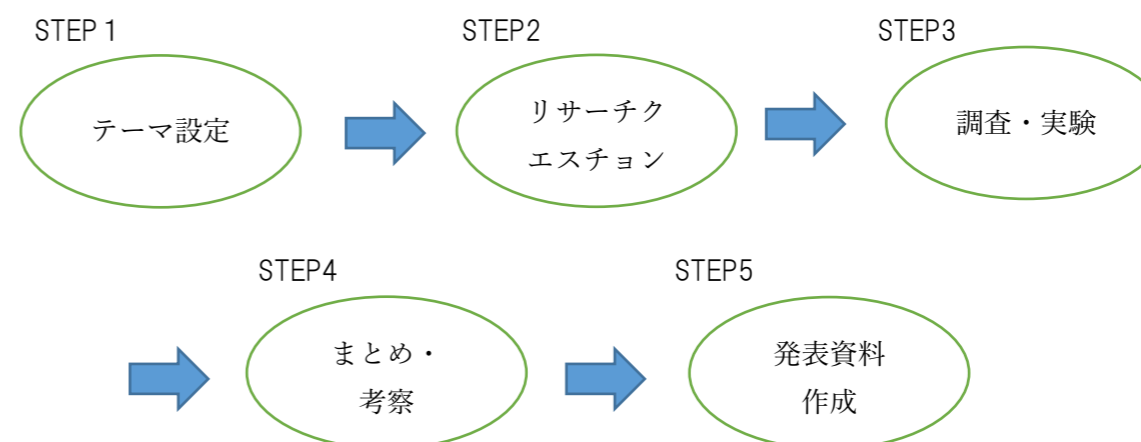 STEP 1
テーマ設定
STEP2
リサーチク
エスチョン
STEP3
調査・実験
STEP4
まとめ・
考察
STEP5
発表資料
作成